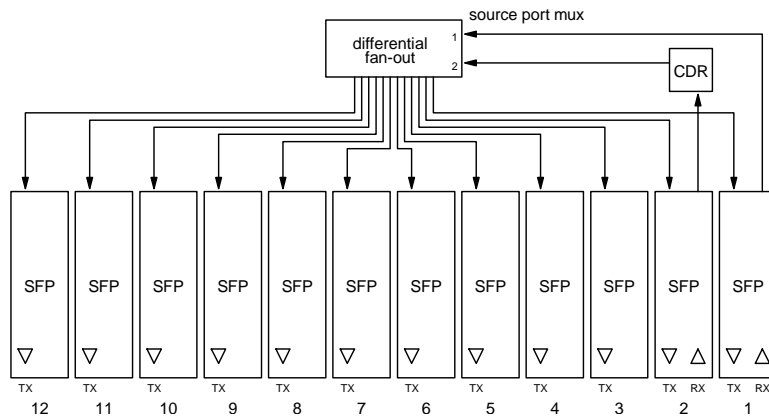 source port mux
differential
fan-out
1
2
CDR
SFP SFP SFP SFP SFP SFP SFP SFP SFP SFP SFP SFP
TX TX TX TX TX TX TX TX TX TX TX RX TX RX
12 11 10 9 8 7 6 5 4 3 2 1